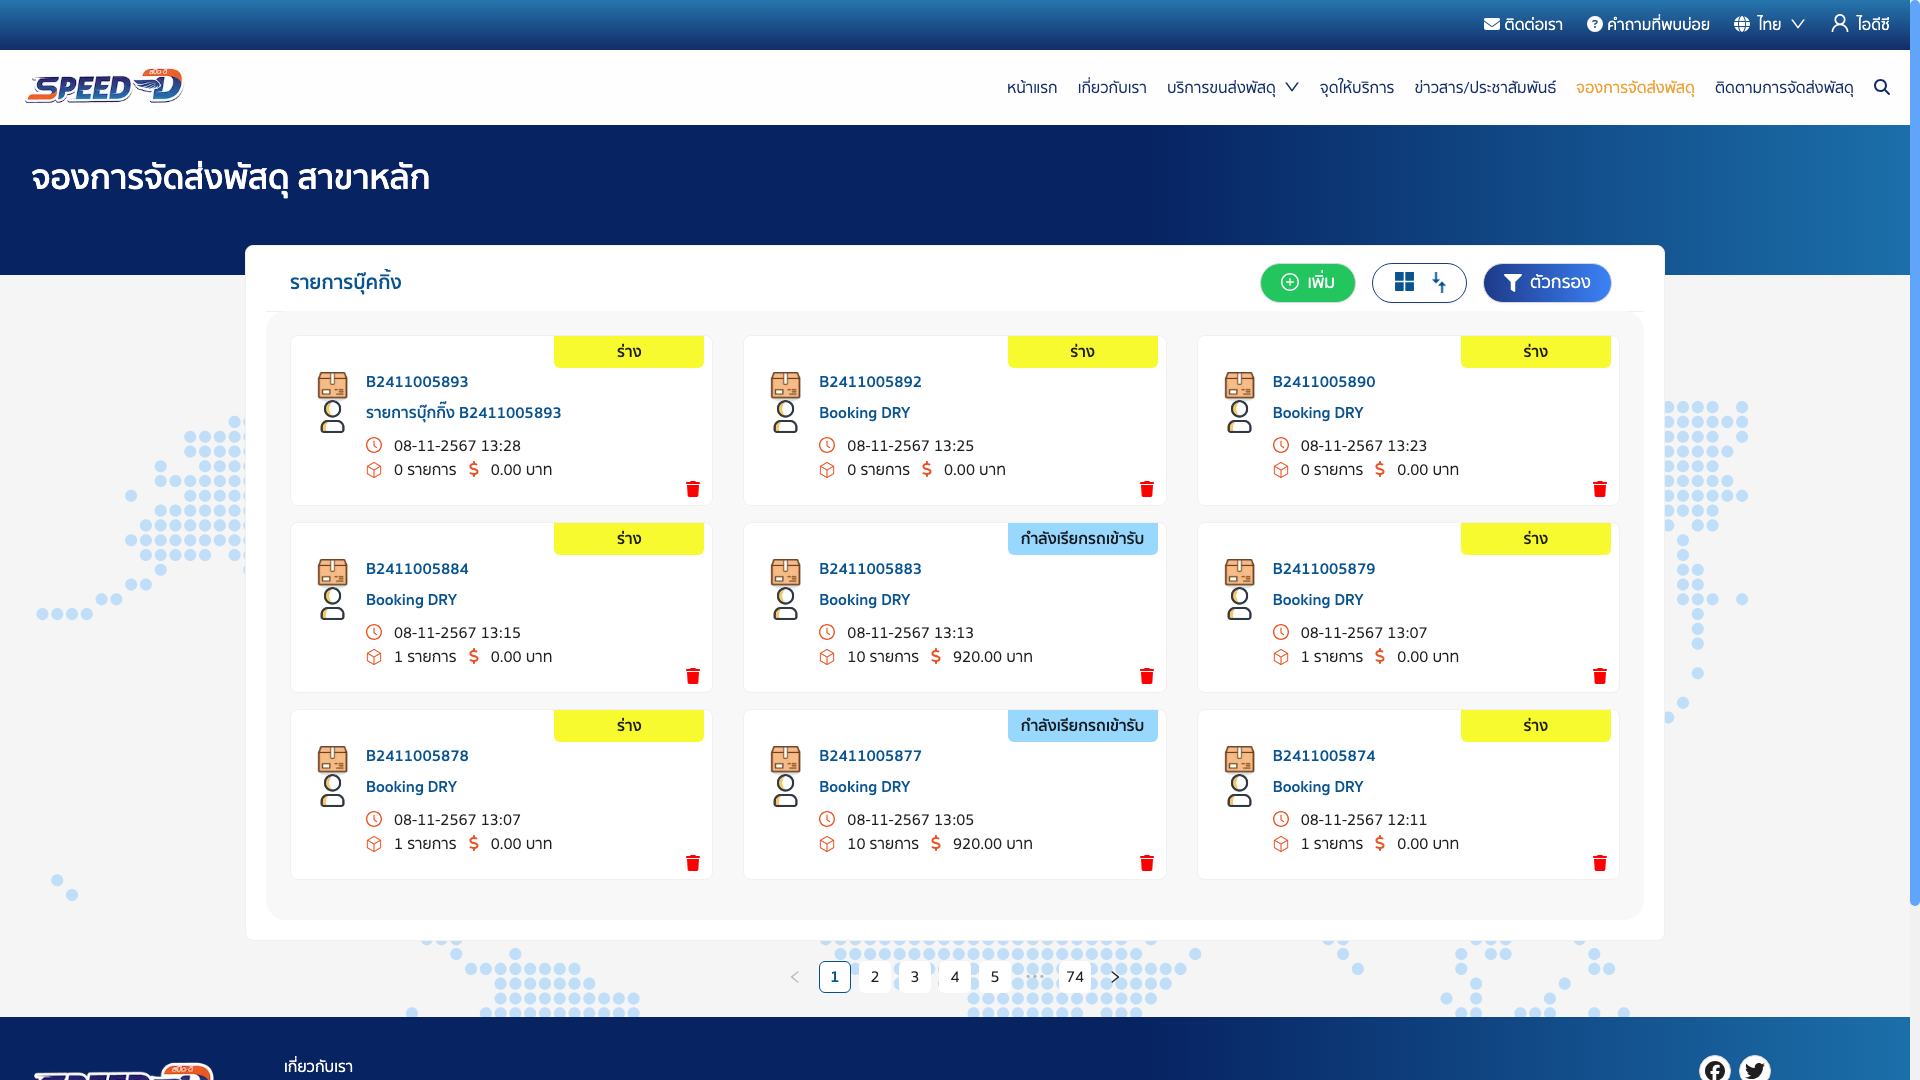 ติดต่อเรา คำถามที่พบบ่อย ไทย ไอดีซี
SPEED-D สปีด-ดี
หน้าแรก เกี่ยวกับเรา บริการขนส่งพัสดุ จุดให้บริการ ข่าวสาร/ประชาสัมพันธ์ จองการจัดส่งพัสดุ ติดตามการจัดส่งพัสดุ
จองการจัดส่งพัสดุ สาขาหลัก
รายการบุ๊คกิ้ง เพิ่ม ตัวกรอง
ร่าง
B2411005893
รายการบุ๊กกิ๊ง B2411005893
08-11-2567 13:28
0 รายการ $ 0.00 บาท
ร่าง
B2411005892
Booking DRY
08-11-2567 13:25
0 รายการ $ 0.00 บาท
ร่าง
B2411005890
Booking DRY
08-11-2567 13:23
0 รายการ $ 0.00 บาท
ร่าง
B2411005884
Booking DRY
08-11-2567 13:15
1 รายการ $ 0.00 บาท
กำลังเรียกรถเข้ารับ
B2411005883
Booking DRY
08-11-2567 13:13
10 รายการ $ 920.00 บาท
ร่าง
B2411005879
Booking DRY
08-11-2567 13:07
1 รายการ $ 0.00 บาท
ร่าง
B2411005878
Booking DRY
08-11-2567 13:07
1 รายการ $ 0.00 บาท
กำลังเรียกรถเข้ารับ
B2411005877
Booking DRY
08-11-2567 13:05
10 รายการ $ 920.00 บาท
ร่าง
B2411005874
Booking DRY
08-11-2567 12:11
1 รายการ $ 0.00 บาท
1 2 3 4 5 ••• 74
เกี่ยวกับเรา